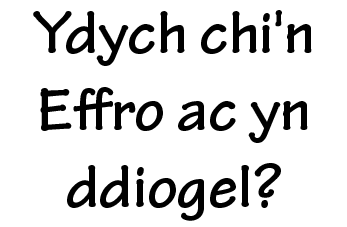 Ydych chi'n
Effro ac yn
ddiogel?